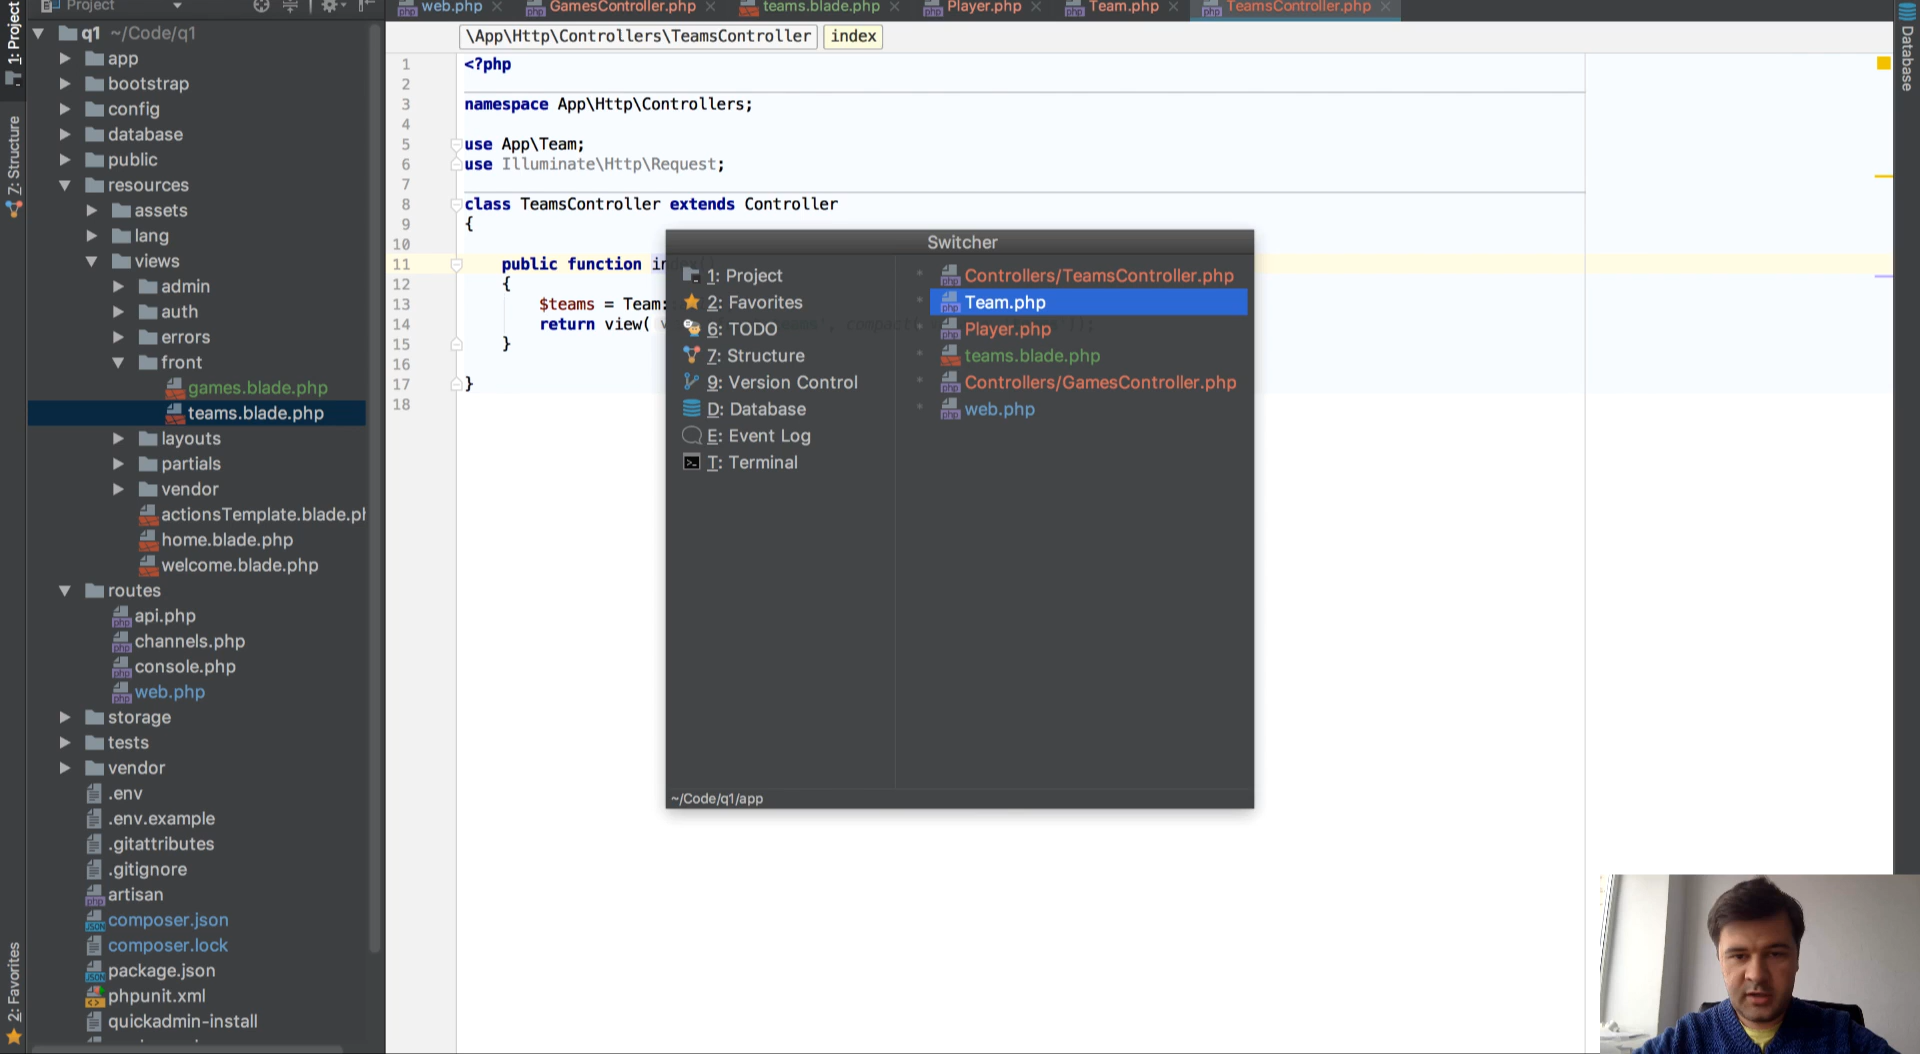 Project
web.php
GamesController.php
teams.blade.php
Player.php
Team.php
TeamsController.php
\App\Http\Controllers\TeamsController
index
1: Project
7: Structure
2: Favorites
Database
q1 ~/Code/q1
app
bootstrap
config
database
public
resources
assets
lang
views
admin
auth
errors
front
games.blade.php
teams.blade.php
layouts
partials
vendor
actionsTemplate.blade.ph
home.blade.php
welcome.blade.php
routes
api.php
channels.php
console.php
web.php
storage
tests
vendor
.env
.env.example
.gitattributes
.gitignore
artisan
composer.json
composer.lock
package.json
phpunit.xml
quickadmin-install
1 <?php
2
3 namespace App\Http\Controllers;
4
5 use App\Team;
6 use Illuminate\Http\Request;
7
8 class TeamsController extends Controller
9 {
10
11 public function index()
12 {
13 $teams = Team:
14 return view(
15 }
16
17 }
18
Switcher
1: Project
2: Favorites
6: TODO
7: Structure
9: Version Control
D: Database
E: Event Log
T: Terminal
Controllers/TeamsController.php
Team.php
Player.php
teams.blade.php
Controllers/GamesController.php
web.php
~/Code/q1/app